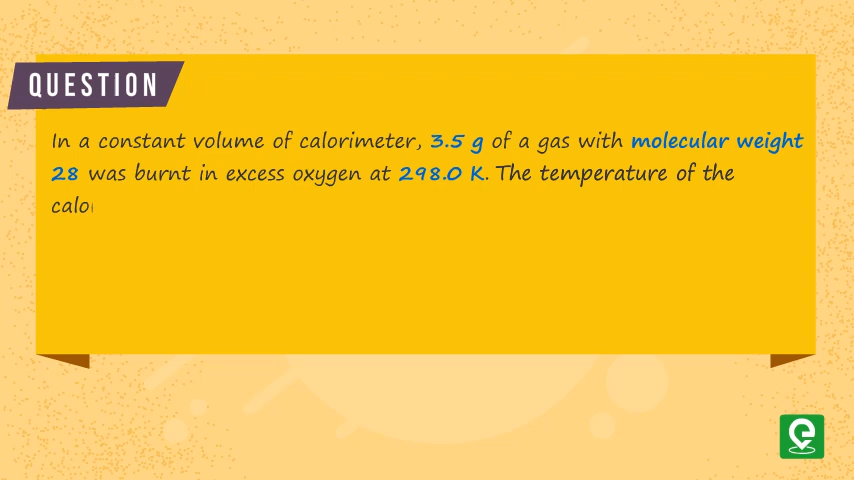 QUESTION
In a constant volume of calorimeter, 3.5 g of a gas with molecular weight
28 was burnt in excess oxygen at 298.0 K. The temperature of the
calo